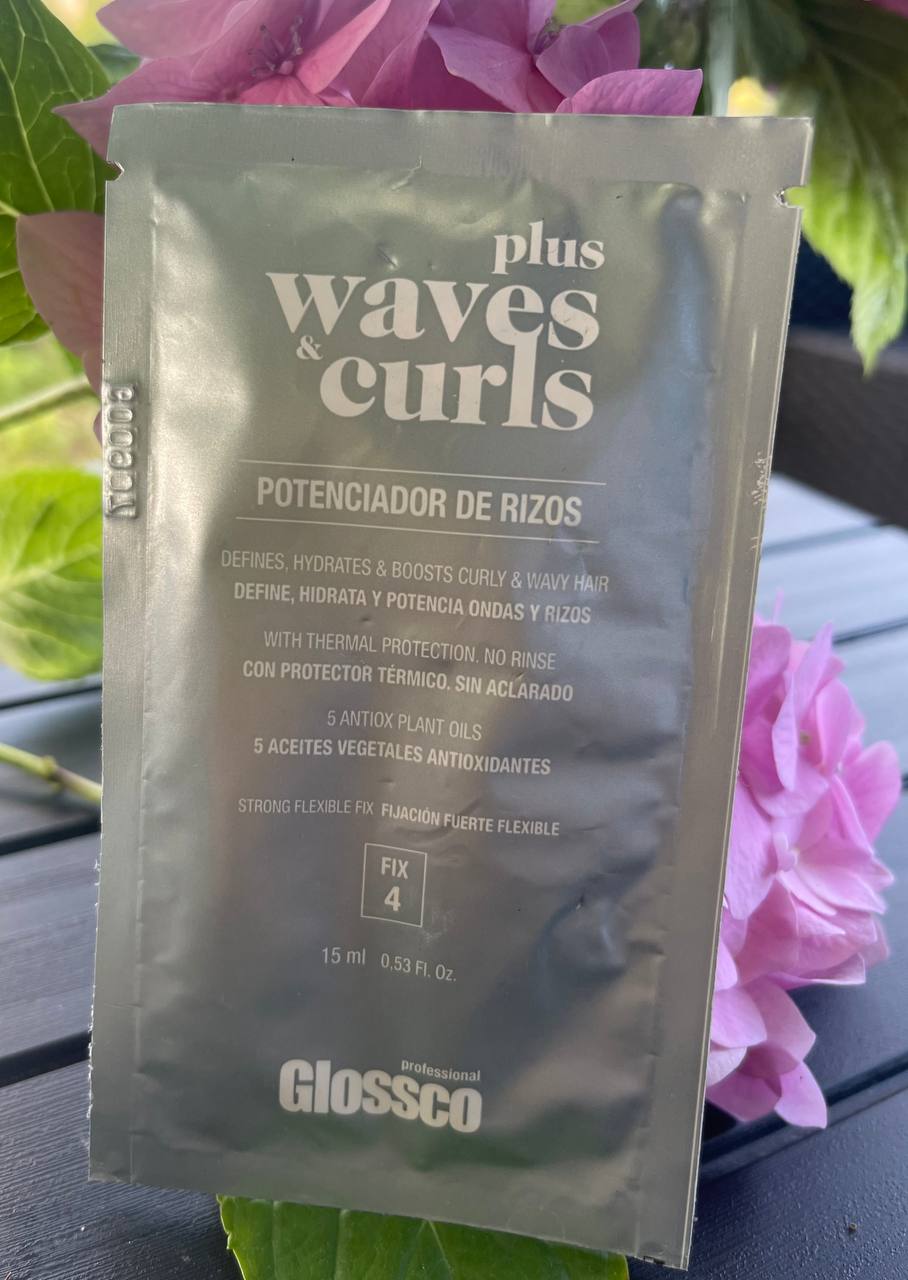 plus
waves
& curls
POTENCIADOR DE RIZOS
DEFINES, HYDRATES & BOOSTS CURLY & WAVY HAIR
DEFINE, HIDRATA Y POTENCIA ONDAS Y RIZOS
WITH THERMAL PROTECTION. NO RINSE
CON PROTECTOR TÉRMICO. SIN ACLARADO
5 ANTIOX PLANT OILS
5 ACEITES VEGETALES ANTIOXIDANTES
STRONG FLEXIBLE FIX FIJACIÓN FUERTE FLEXIBLE
FIX
4
15 ml 0,53 Fl. Oz.
professional
Glossco